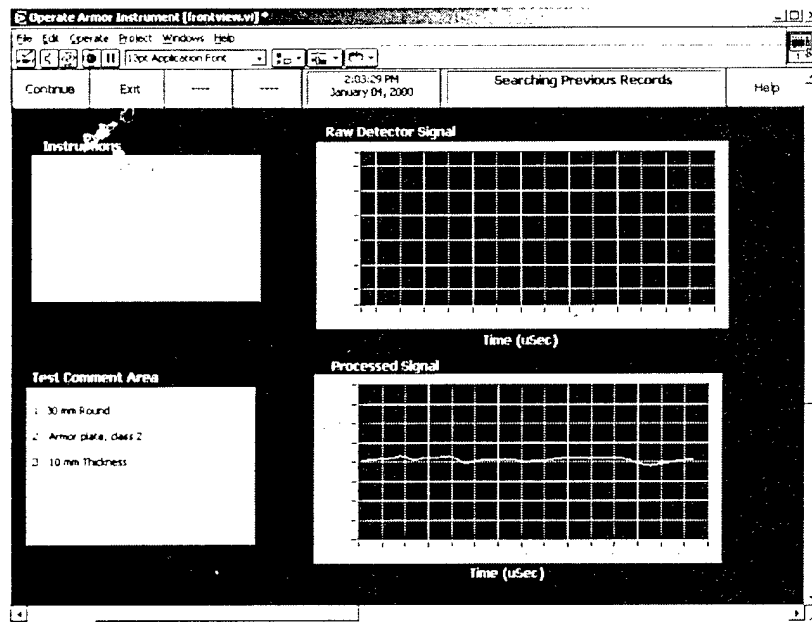 Operate Armor Instrument [frontview.vi] *
File Edit Operate Project Windows Help
13pt Application Font
Continue Exit ---- ---- 2:03:29 PM
January 04, 2000 Searching Previous Records Help
Instructions
Raw Detector Signal
Time (uSec)
Test Comment Area
1 30 mm Round
2 Armor plate, class 2
3 10 mm Thickness
Processed Signal
Time (uSec)